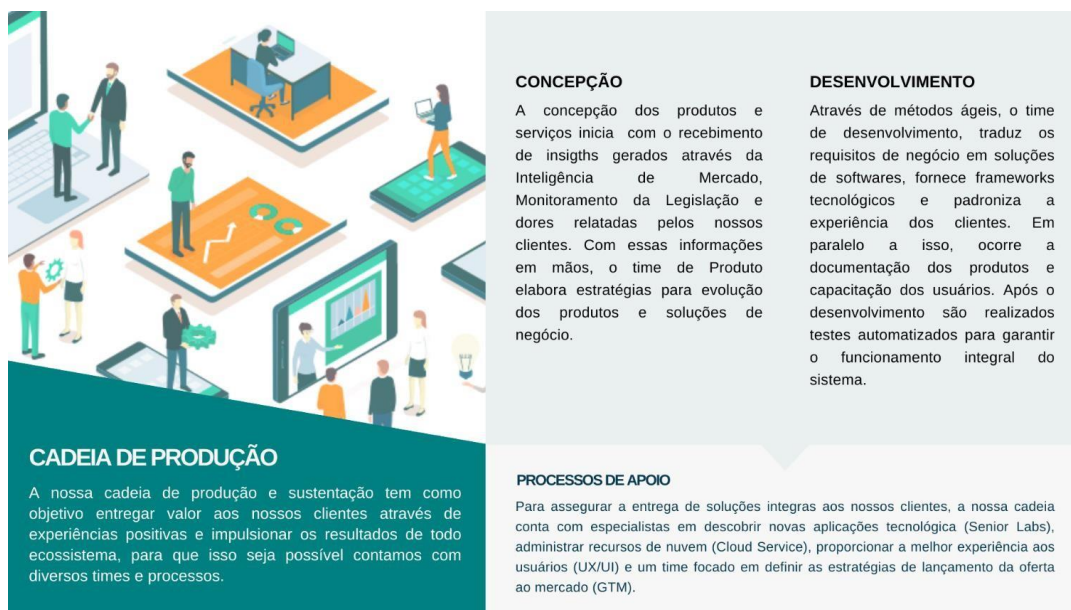 CONCEPÇÃO
A concepção dos produtos e
serviços inicia com o recebimento
de insigths gerados através da
Inteligência de Mercado,
Monitoramento da Legislação e
dores relatadas pelos nossos
clientes. Com essas informações
em mãos, o time de Produto
elabora estratégias para evolução
dos produtos e soluções de
negócio.
DESENVOLVIMENTO
Através de métodos ágeis, o time
de desenvolvimento, traduz os
requisitos de negócio em soluções
de softwares, fornece frameworks
tecnológicos e padroniza a
experiência dos clientes. Em
paralelo a isso, ocorre a
documentação dos produtos e
capacitação dos usuários. Após o
desenvolvimento são realizados
testes automatizados para garantir
o funcionamento integral do
sistema.
CADEIA DE PRODUÇÃO
A nossa cadeia de produção e sustentação tem como
objetivo entregar valor aos nossos clientes através de
experiências positivas e impulsionar os resultados de todo
ecossistema, para que isso seja possível contamos com
diversos times e processos.
PROCESSOS DE APOIO
Para assegurar a entrega de soluções integras aos nossos clientes, a nossa cadeia
conta com especialistas em descobrir novas aplicações tecnológica (Senior Labs),
administrar recursos de nuvem (Cloud Service), proporcionar a melhor experiência aos
usuários (UX/UI) e um time focado em definir as estratégias de lançamento da oferta
ao mercado (GTM).